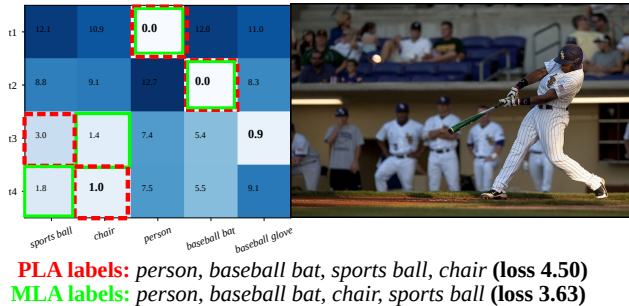 t1 12.1 10.9 0.0 12.0 11.0
t2 8.8 9.1 12.7 0.0 8.3
t3 3.0 1.4 7.4 5.4 0.9
t4 1.8 1.0 7.5 5.5 9.1
sports ball chair person baseball bat baseball glove
PLA labels: person, baseball bat, sports ball, chair (loss 4.50)
MLA labels: person, baseball bat, chair, sports ball (loss 3.63)